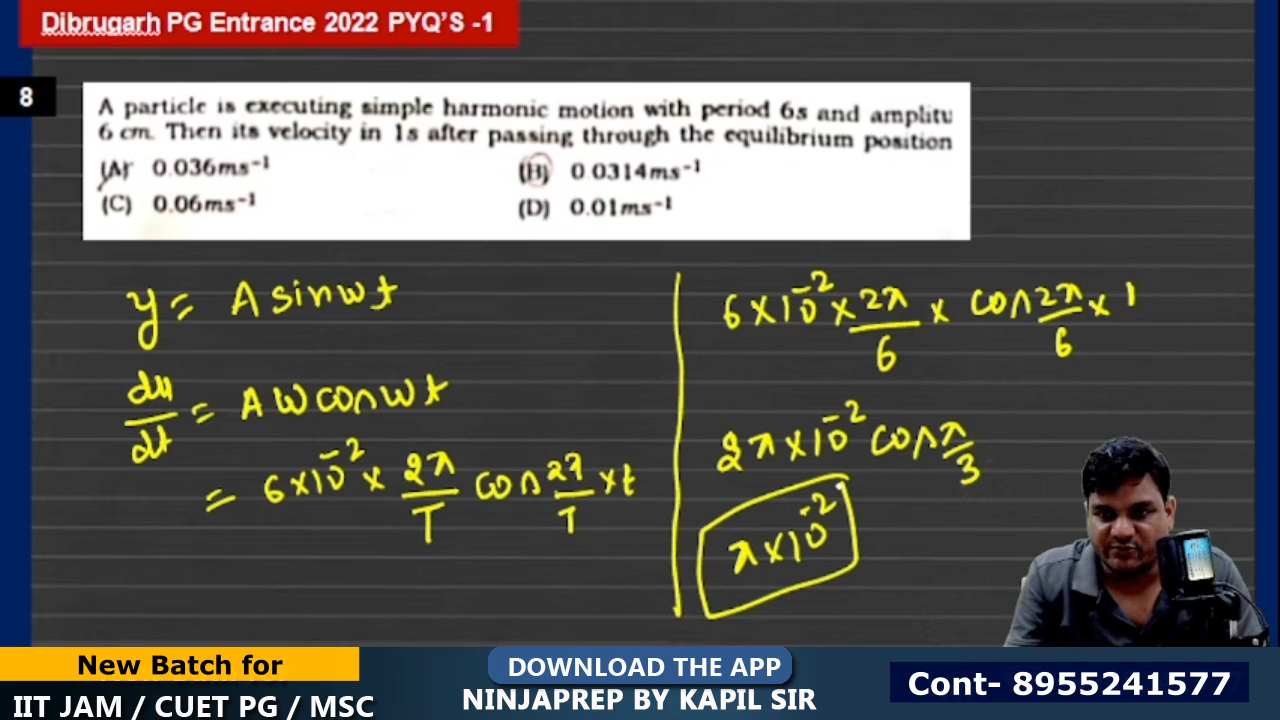 Dibrugarh PG Entrance 2022 PYQ'S -1
8
A particle is executing simple harmonic motion with period 6s and amplitu
6 cm. Then its velocity in 1s after passing through the equilibrium position
(A) 0.036ms⁻¹ (B) 0.0314ms⁻¹
(C) 0.06ms⁻¹ (D) 0.01ms⁻¹
y = A sinωt
dy/dt = Aω cosωt
= 6×10⁻² × 2π/T cos 2π/T × t
6×10⁻² × 2π/6 × cos 2π/6 × 1
2π×10⁻² cos π/3
π×10⁻²
New Batch for
IIT JAM / CUET PG / MSC
DOWNLOAD THE APP
NINJAPREP BY KAPIL SIR
Cont- 8955241577